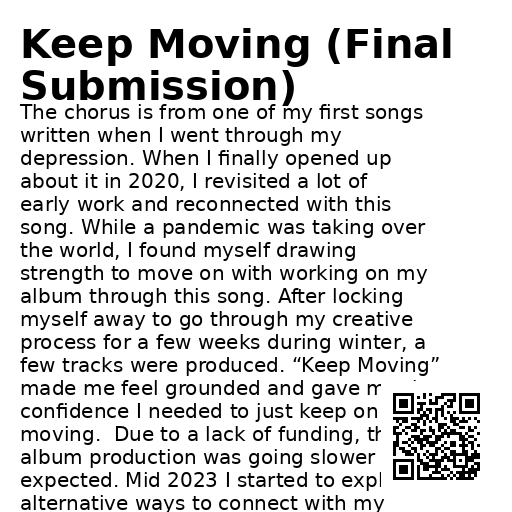 Keep Moving (Final
Submission)
The chorus is from one of my first songs
written when I went through my
depression. When I finally opened up
about it in 2020, I revisited a lot of
early work and reconnected with this
song. While a pandemic was taking over
the world, I found myself drawing
strength to move on with working on my
album through this song. After locking
myself away to go through my creative
process for a few weeks during winter, a
few tracks were produced. “Keep Moving”
made me feel grounded and gave
confidence I needed to just keep on
moving.  Due to a lack of funding,
album production was going slower
expected. Mid 2023 I started to
alternative ways to connect with my